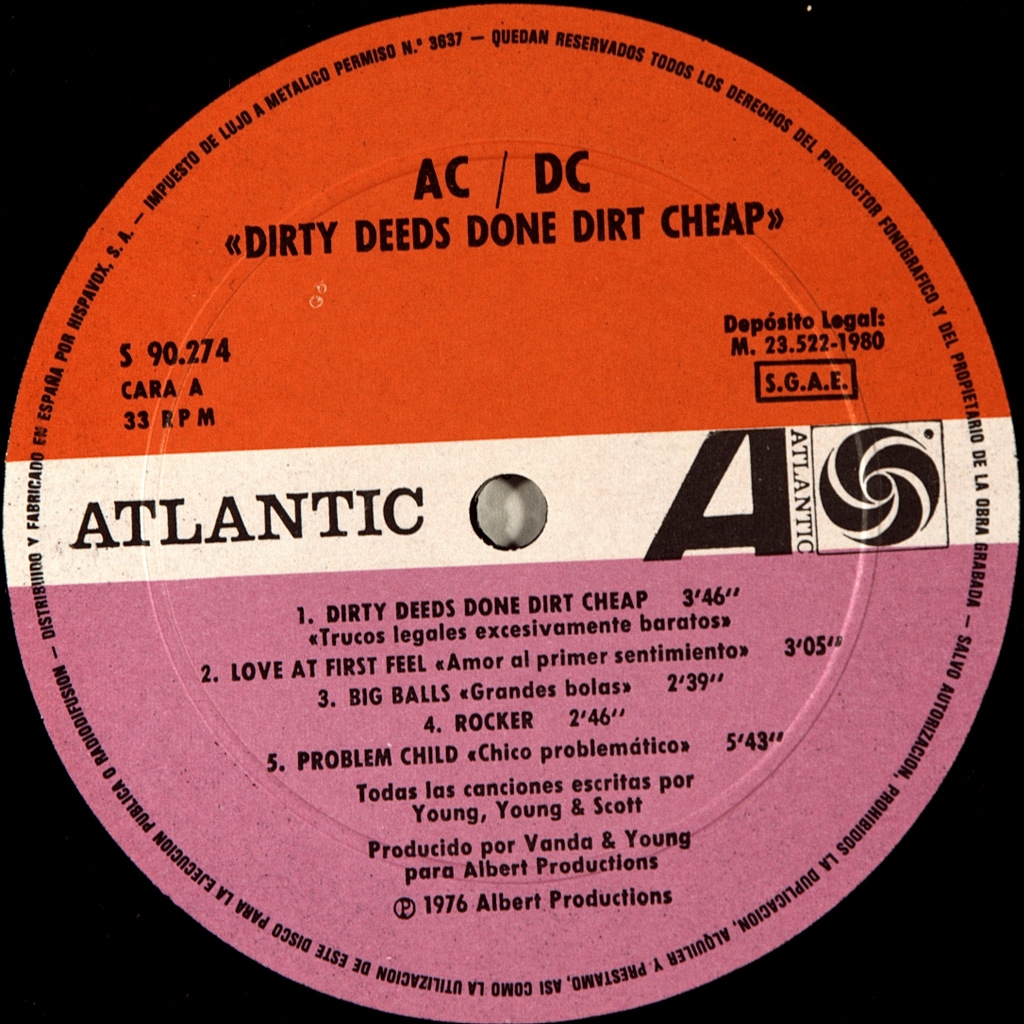 DISTRIBUIDO Y FABRICADO EN ESPAÑA POR HISPAVOX, S. A. — IMPUESTO DE LUJO A METALICO PERMISO N.º 3637 — QUEDAN RESERVADOS TODOS LOS DERECHOS DEL PRODUCTOR FONOGRAFICO Y DEL PROPIETARIO DE LA OBRA GRABADA — SALVO AUTORIZACION, PROHIBIDOS LA DUPLICACION, ALQUILER Y PRESTAMO, ASI COMO LA UTILIZACION DE ESTE DISCO PARA LA EJECUCION PUBLICA O RADIODIFUSION —
AC / DC
«DIRTY DEEDS DONE DIRT CHEAP»
S 90.274
CARA A
33 RPM
Depósito Legal:
M. 23.522-1980
S.G.A.E.
ATLANTIC
A ATLANTIC
1. DIRTY DEEDS DONE DIRT CHEAP 3'46''
«Trucos legales excesivamente baratos»
2. LOVE AT FIRST FEEL «Amor al primer sentimiento» 3'05''
3. BIG BALLS «Grandes bolas» 2'39''
4. ROCKER 2'46''
5. PROBLEM CHILD «Chico problemático» 5'43''
Todas las canciones escritas por
Young, Young & Scott
Producido por Vanda & Young
para Albert Productions
℗ 1976 Albert Productions